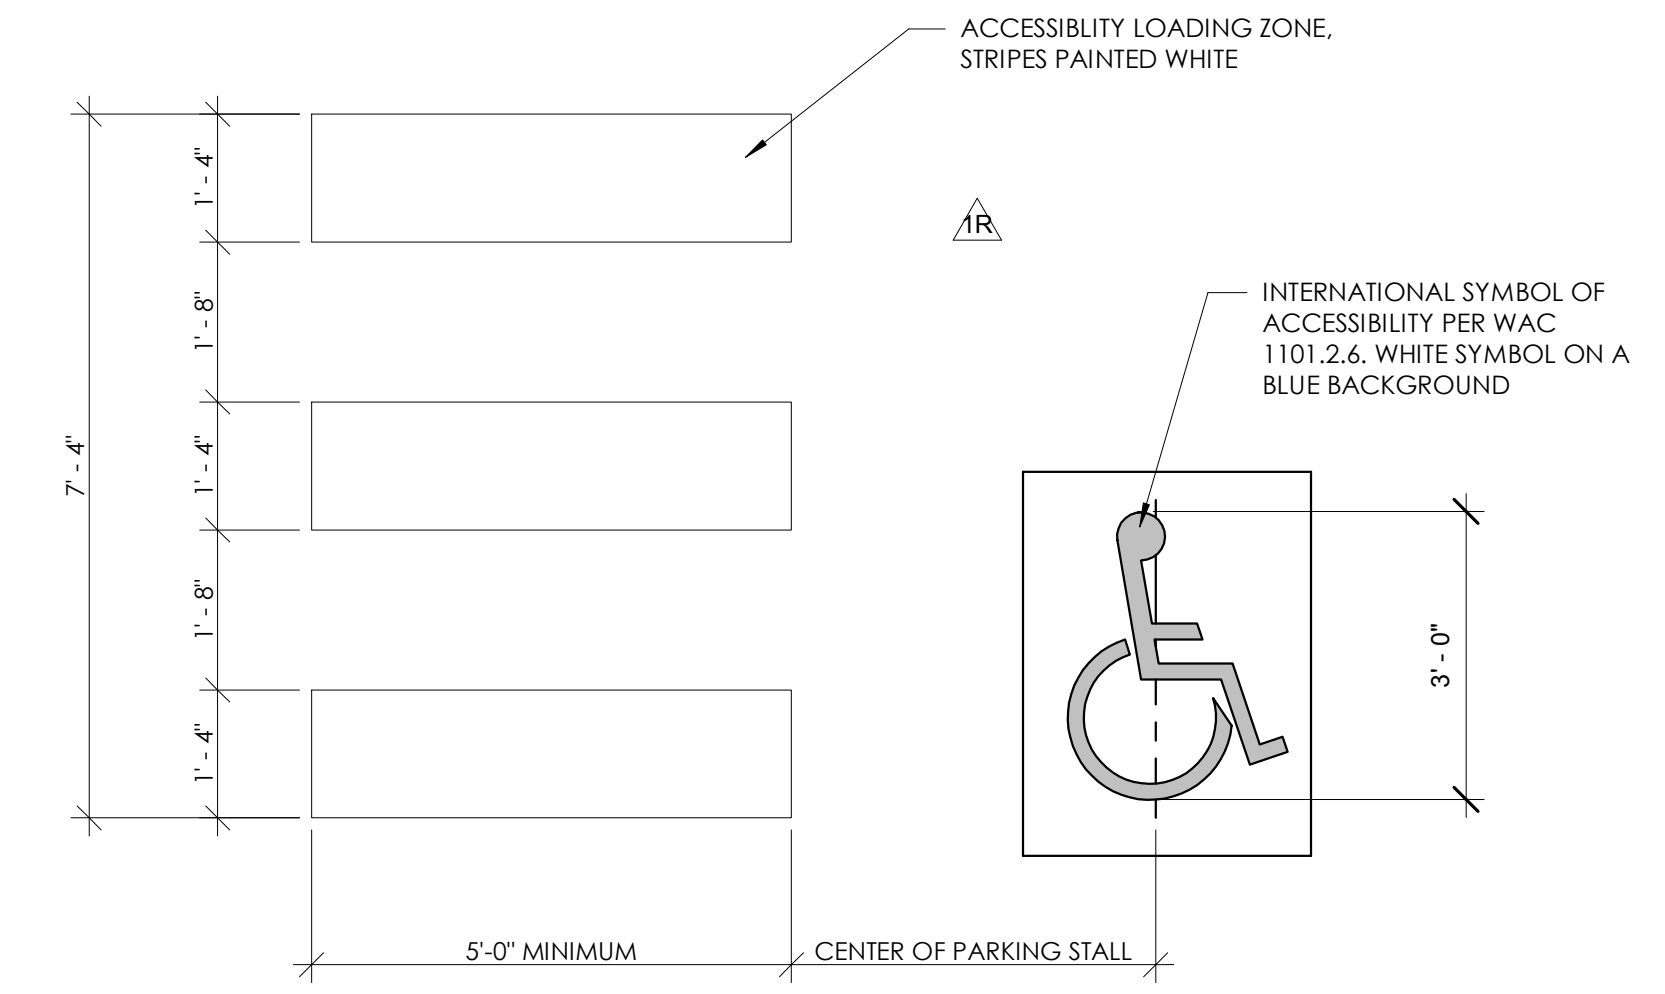 ACCESSIBLITY LOADING ZONE,
STRIPES PAINTED WHITE
1R
INTERNATIONAL SYMBOL OF
ACCESSIBILITY PER WAC
1101.2.6. WHITE SYMBOL ON A
BLUE BACKGROUND
7' - 4"
1' - 4"
1' - 8"
1' - 4"
1' - 8"
1' - 4"
3' - 0"
5'-0" MINIMUM
CENTER OF PARKING STALL